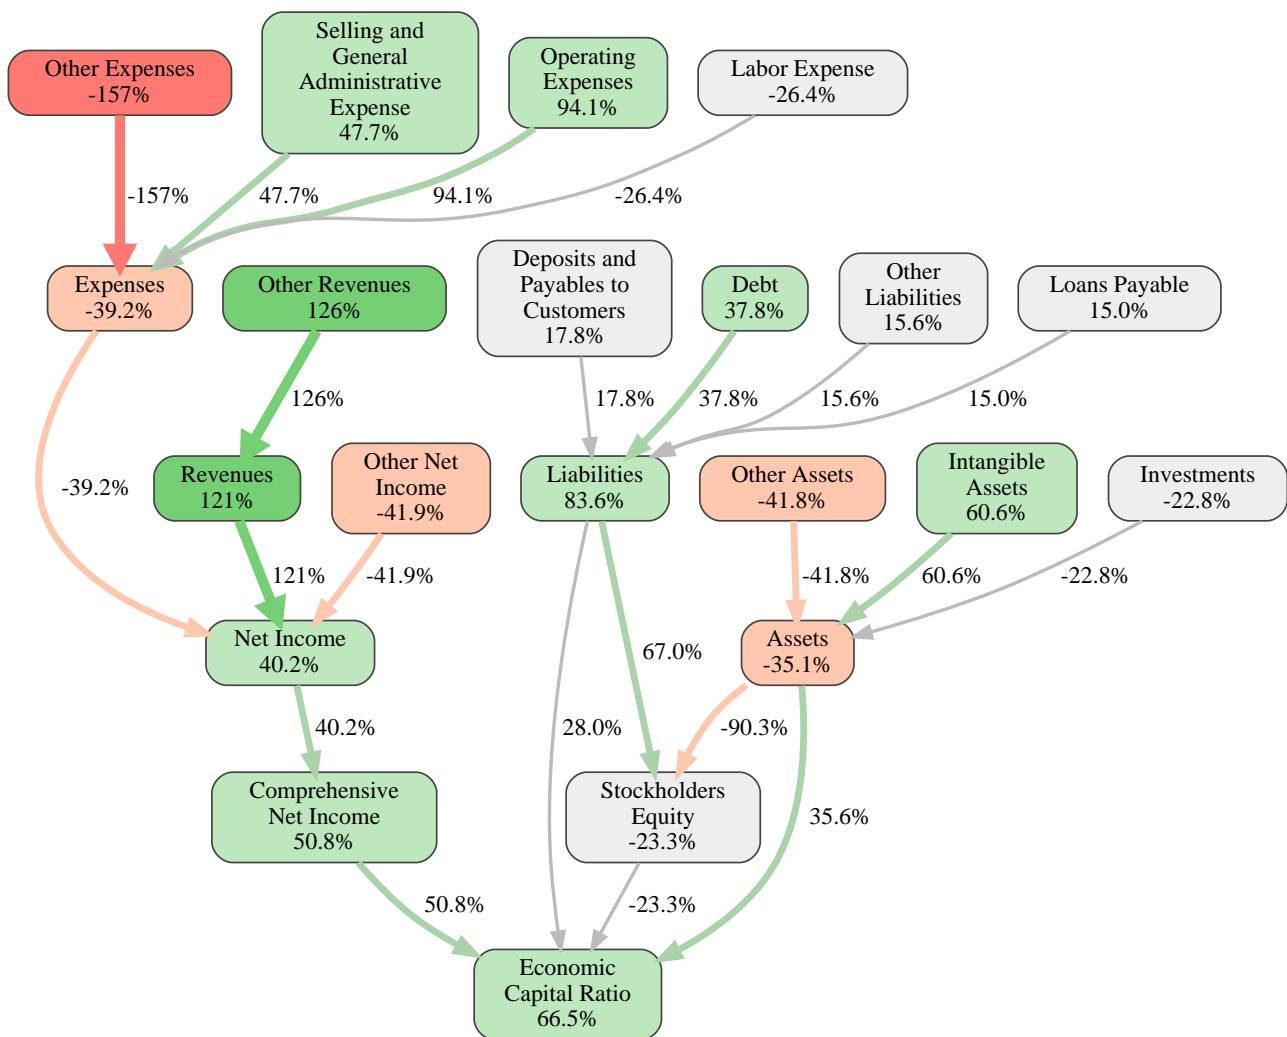 Other Expenses
-157%
Selling and
General
Administrative
Expense
47.7%
Operating
Expenses
94.1%
Labor Expense
-26.4%
-157%
47.7%
94.1%
-26.4%
Expenses
-39.2%
Other Revenues
126%
Deposits and
Payables to
Customers
17.8%
Debt
37.8%
Other
Liabilities
15.6%
Loans Payable
15.0%
126%
17.8%
37.8%
15.6%
15.0%
-39.2%
Revenues
121%
Other Net
Income
-41.9%
Liabilities
83.6%
Other Assets
-41.8%
Intangible
Assets
60.6%
Investments
-22.8%
121%
-41.9%
-41.8%
60.6%
-22.8%
Net Income
40.2%
67.0%
Assets
-35.1%
40.2%
28.0%
-90.3%
Comprehensive
Net Income
50.8%
Stockholders
Equity
-23.3%
35.6%
50.8%
-23.3%
Economic
Capital Ratio
66.5%